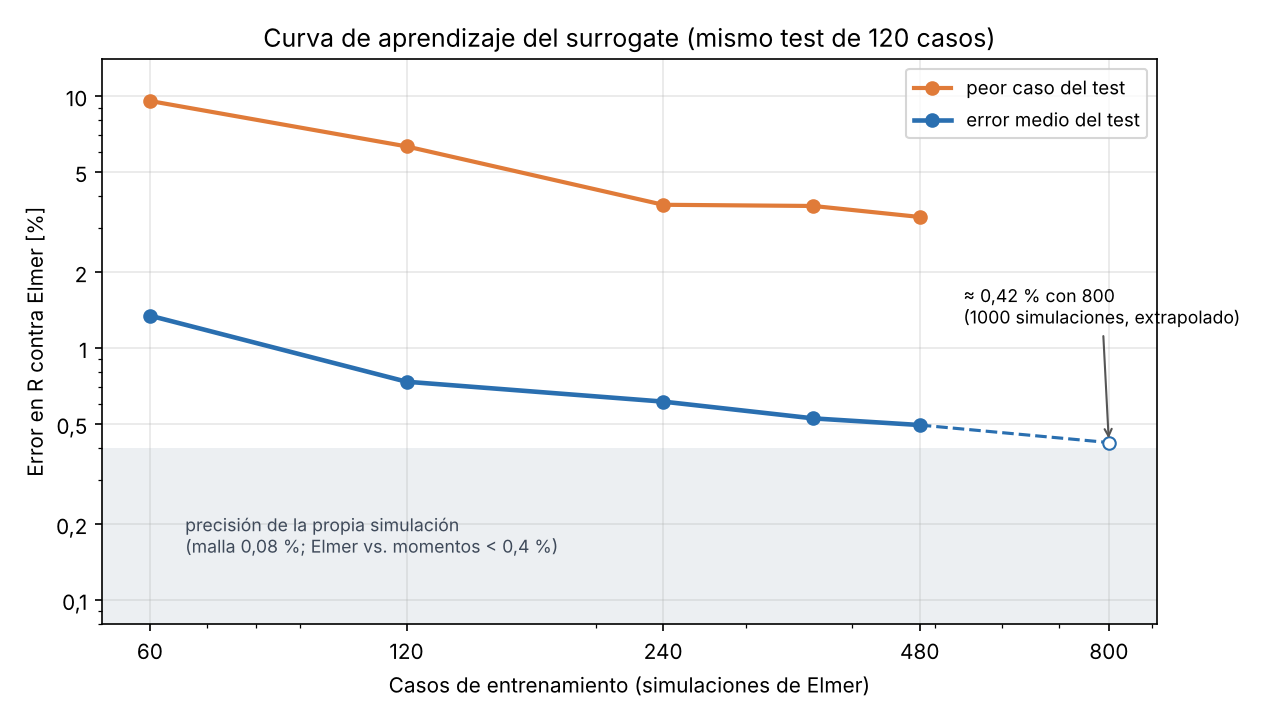 Curva de aprendizaje del surrogate (mismo test de 120 casos)
peor caso del test
error medio del test
Error en R contra Elmer [%]
10
5
2
1
0,5
0,2
0,1
≈ 0,42 % con 800
(1000 simulaciones, extrapolado)
precisión de la propia simulación
(malla 0,08 %; Elmer vs. momentos < 0,4 %)
60
120
240
480
800
Casos de entrenamiento (simulaciones de Elmer)